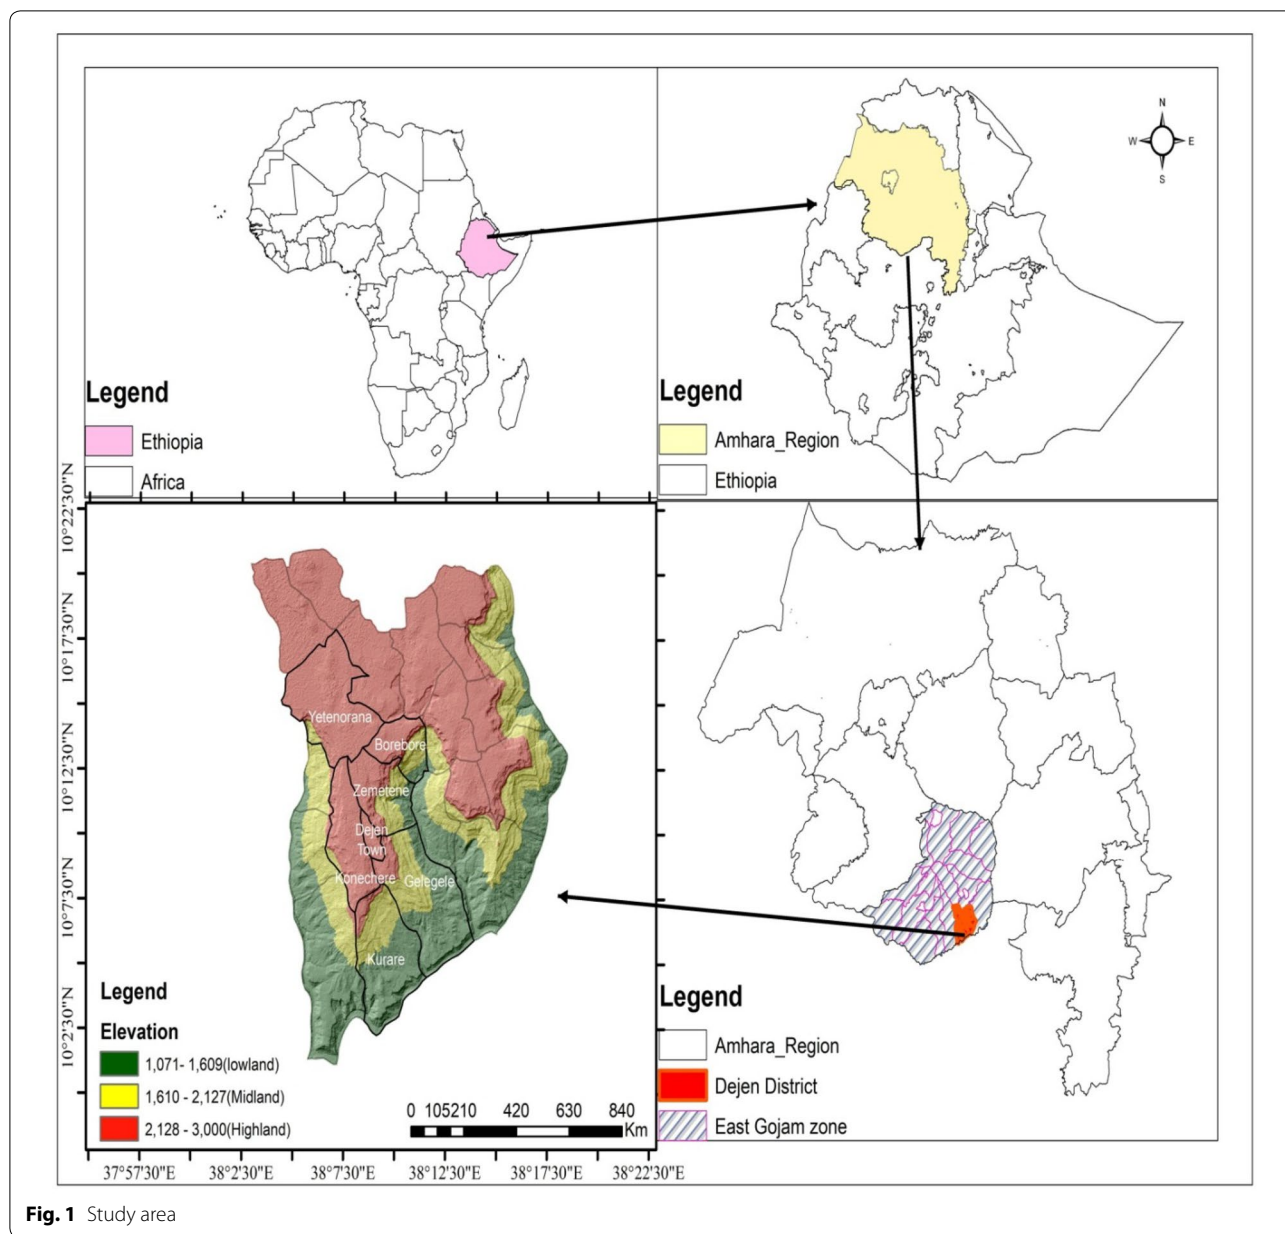 N
W E
S
Legend
Ethiopia
Africa
Legend
Amhara_Region
Ethiopia
10°22'30"N
10°17'30"N
10°12'30"N
10°7'30"N
10°2'30"N
Yetenorana
Borebore
Zemetene
Dejen
Town
Konechere
Gelegele
Kurare
Legend
Elevation
1,071- 1,609(lowland)
1,610 - 2,127(Midland)
2,128 - 3,000(Highland)
0 105210 420 630 840
Km
37°57'30"E 38°2'30"E 38°7'30"E 38°12'30"E 38°17'30"E 38°22'30"E
Legend
Amhara_Region
Dejen District
East Gojam zone
Fig. 1 Study area